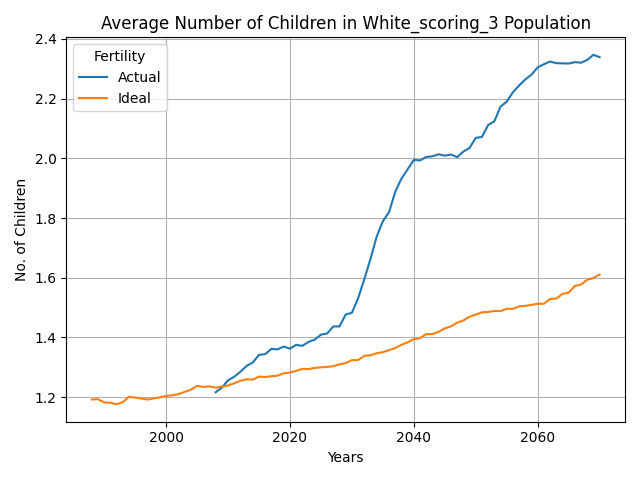 Average Number of Children in White_scoring_3 Population
Fertility
Actual
Ideal
No. of Children
2.4
2.2
2.0
1.8
1.6
1.4
1.2
2000
2020
2040
2060
Years